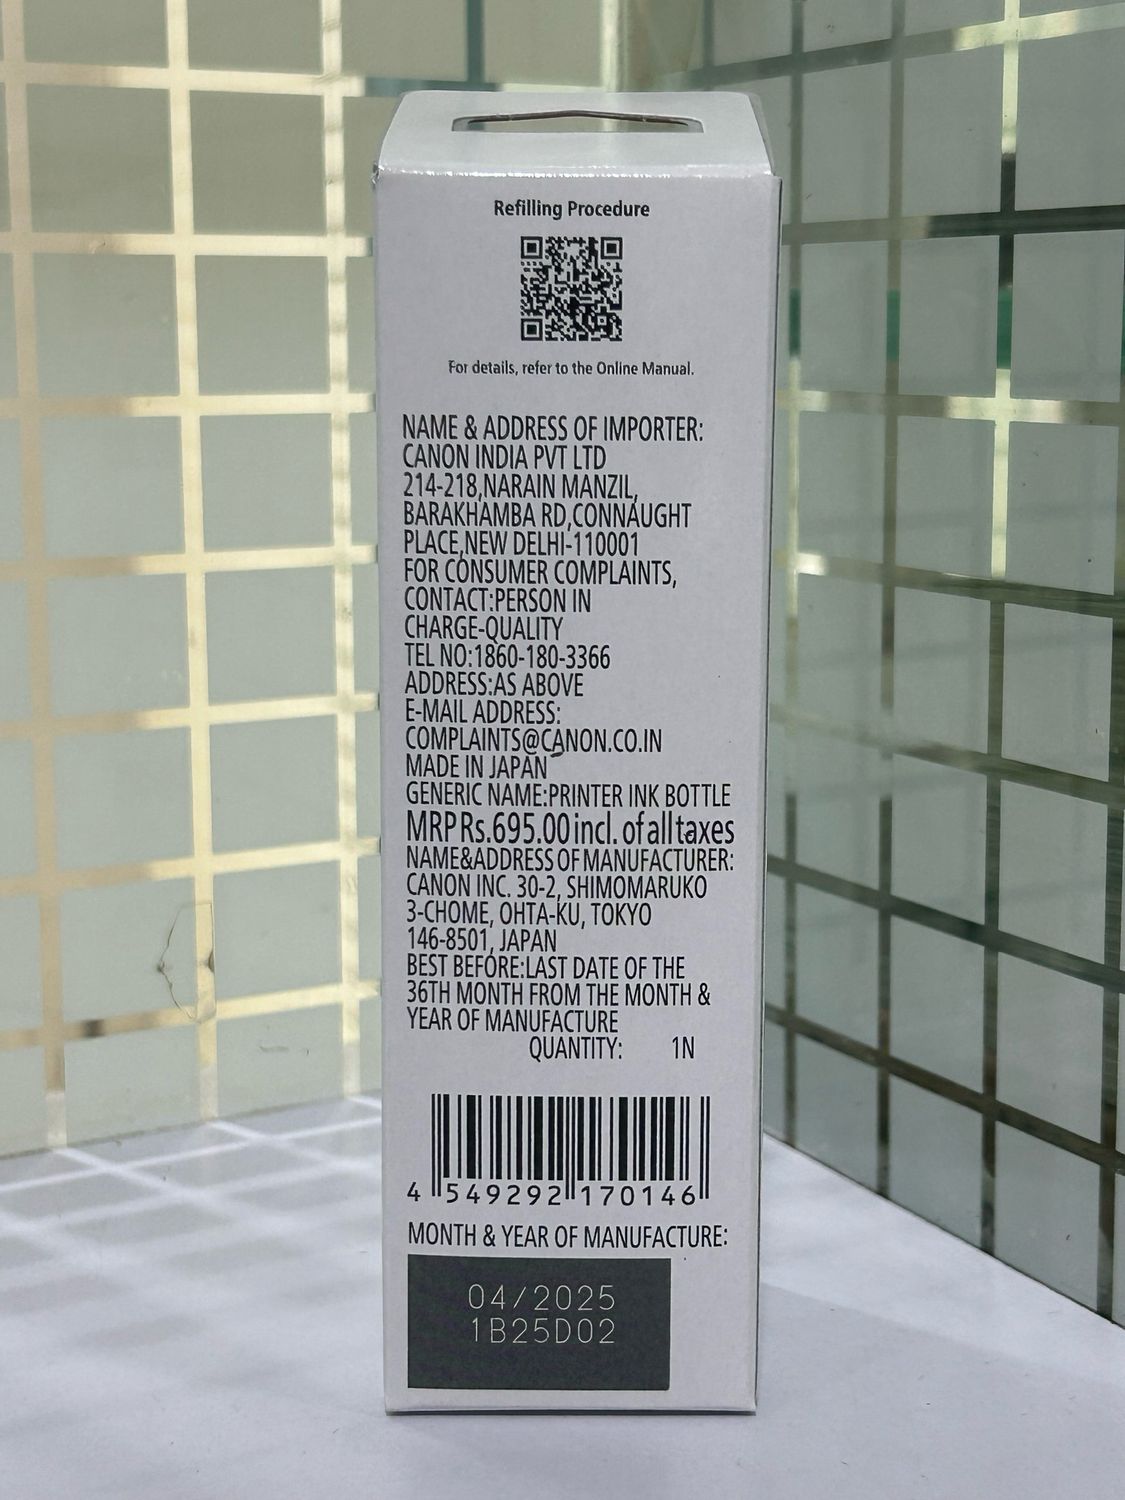 Refilling Procedure
For details, refer to the Online Manual.
NAME & ADDRESS OF IMPORTER:
CANON INDIA PVT LTD
214-218,NARAIN MANZIL,
BARAKHAMBA RD,CONNAUGHT
PLACE,NEW DELHI-110001
FOR CONSUMER COMPLAINTS,
CONTACT:PERSON IN
CHARGE-QUALITY
TEL NO:1860-180-3366
ADDRESS:AS ABOVE
E-MAIL ADDRESS:
COMPLAINTS@CANON.CO.IN
MADE IN JAPAN
GENERIC NAME:PRINTER INK BOTTLE
MRP Rs.695.00 incl. of all taxes
NAME&ADDRESS OF MANUFACTURER:
CANON INC. 30-2, SHIMOMARUKO
3-CHOME, OHTA-KU, TOKYO
146-8501, JAPAN
BEST BEFORE:LAST DATE OF THE
36TH MONTH FROM THE MONTH &
YEAR OF MANUFACTURE
QUANTITY: 1N
4 549292 170146
MONTH & YEAR OF MANUFACTURE:
04/2025
1B25D02